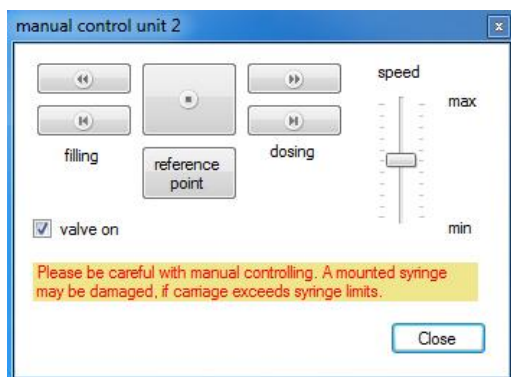 manual control unit 2
speed
max
filling
reference
point
dosing
valve on
min
Please be careful with manual controlling. A mounted syringe
may be damaged, if carriage exceeds syringe limits.
Close